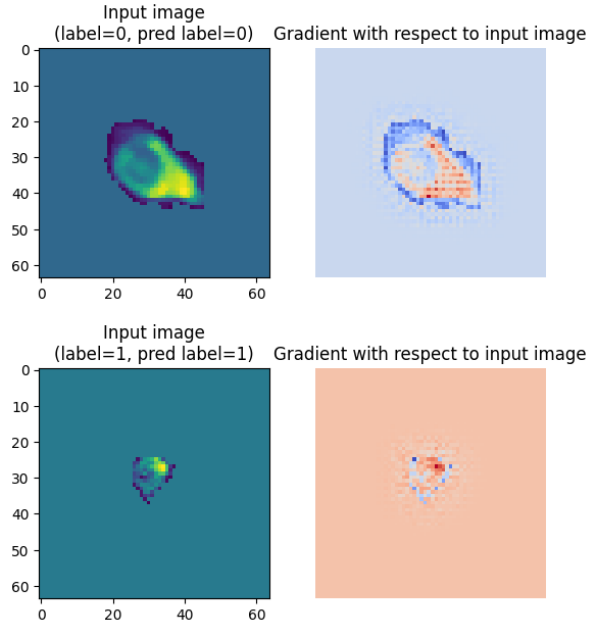 Input image
(label=0, pred label=0) Gradient with respect to input image
0
10
20
30
40
50
60
0 20 40 60
Input image
(label=1, pred label=1) Gradient with respect to input image
0
10
20
30
40
50
60
0 20 40 60